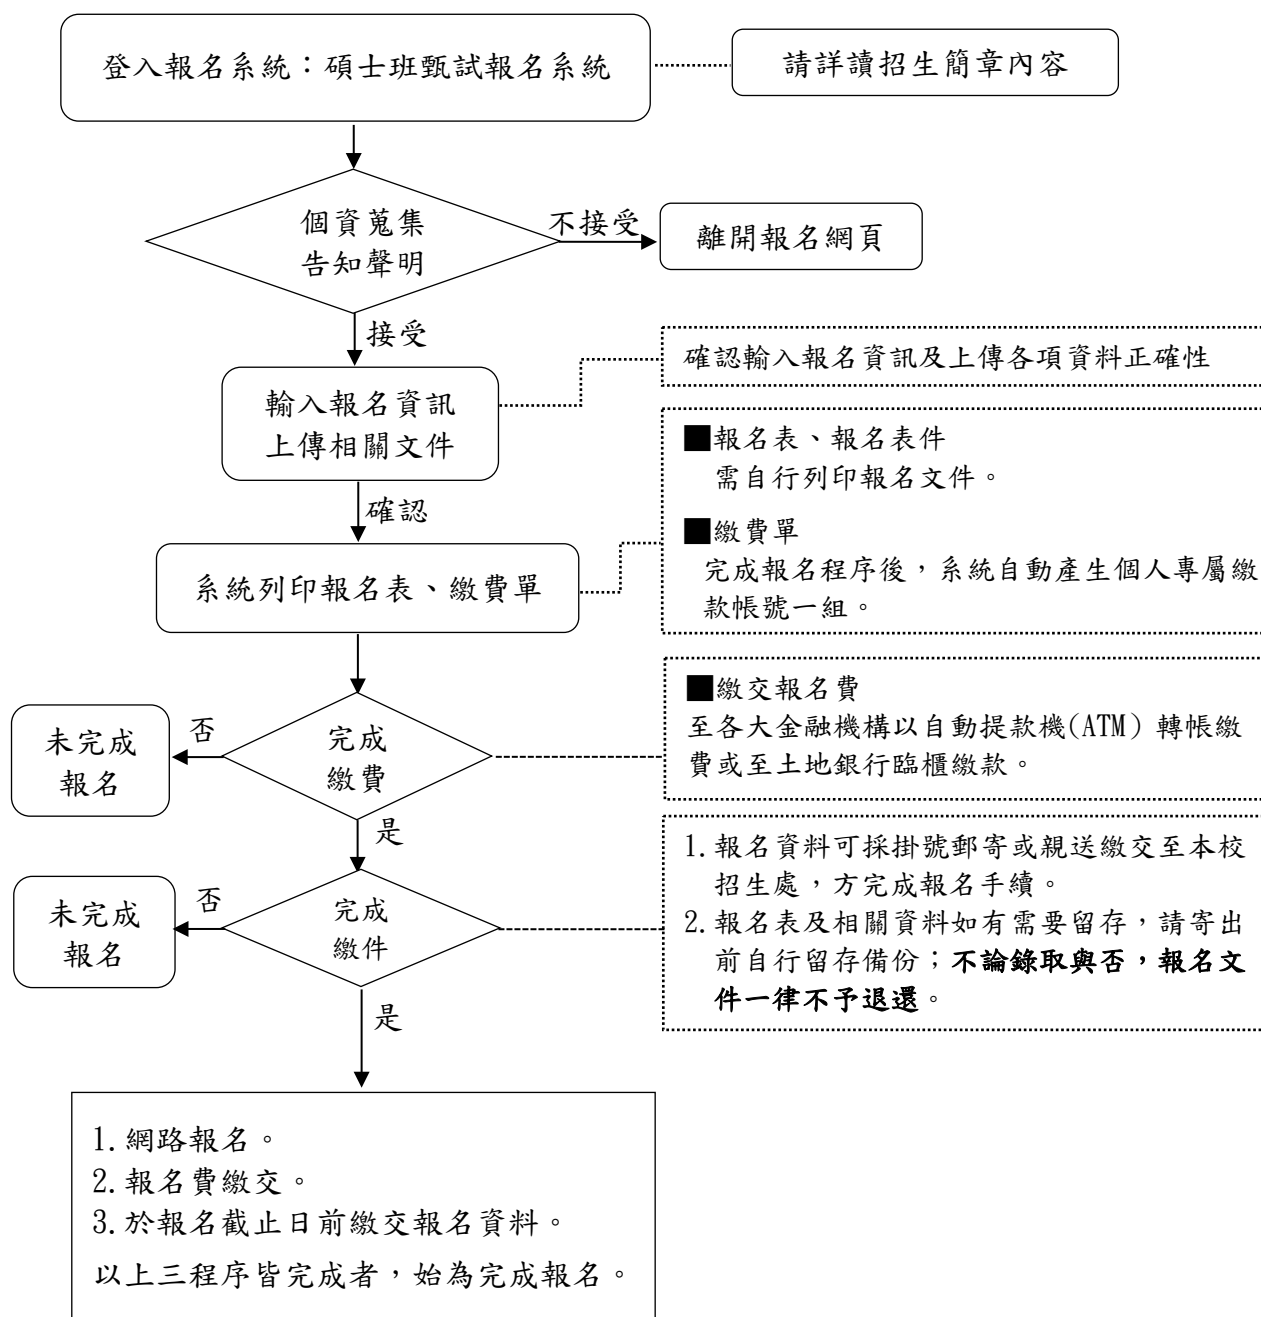 登入報名系統：碩士班甄試報名系統
請詳讀招生簡章內容
個資蒐集
告知聲明
不接受
離開報名網頁
接受
確認輸入報名資訊及上傳各項資料正確性
輸入報名資訊
上傳相關文件
■報名表、報名表件
需自行列印報名文件。
確認
■繳費單
完成報名程序後，系統自動產生個人專屬繳
款帳號一組。
系統列印報名表、繳費單
■繳交報名費
至各大金融機構以自動提款機(ATM) 轉帳繳
費或至土地銀行臨櫃繳款。
完成
繳費
否
未完成
報名
是
1.報名資料可採掛號郵寄或親送繳交至本校
招生處，方完成報名手續。
2.報名表及相關資料如有需要留存，請寄出
前自行留存備份；不論錄取與否，報名文
件一律不予退還。
完成
繳件
否
未完成
報名
是
1.網路報名。
2.報名費繳交。
3.於報名截止日前繳交報名資料。
以上三程序皆完成者，始為完成報名。